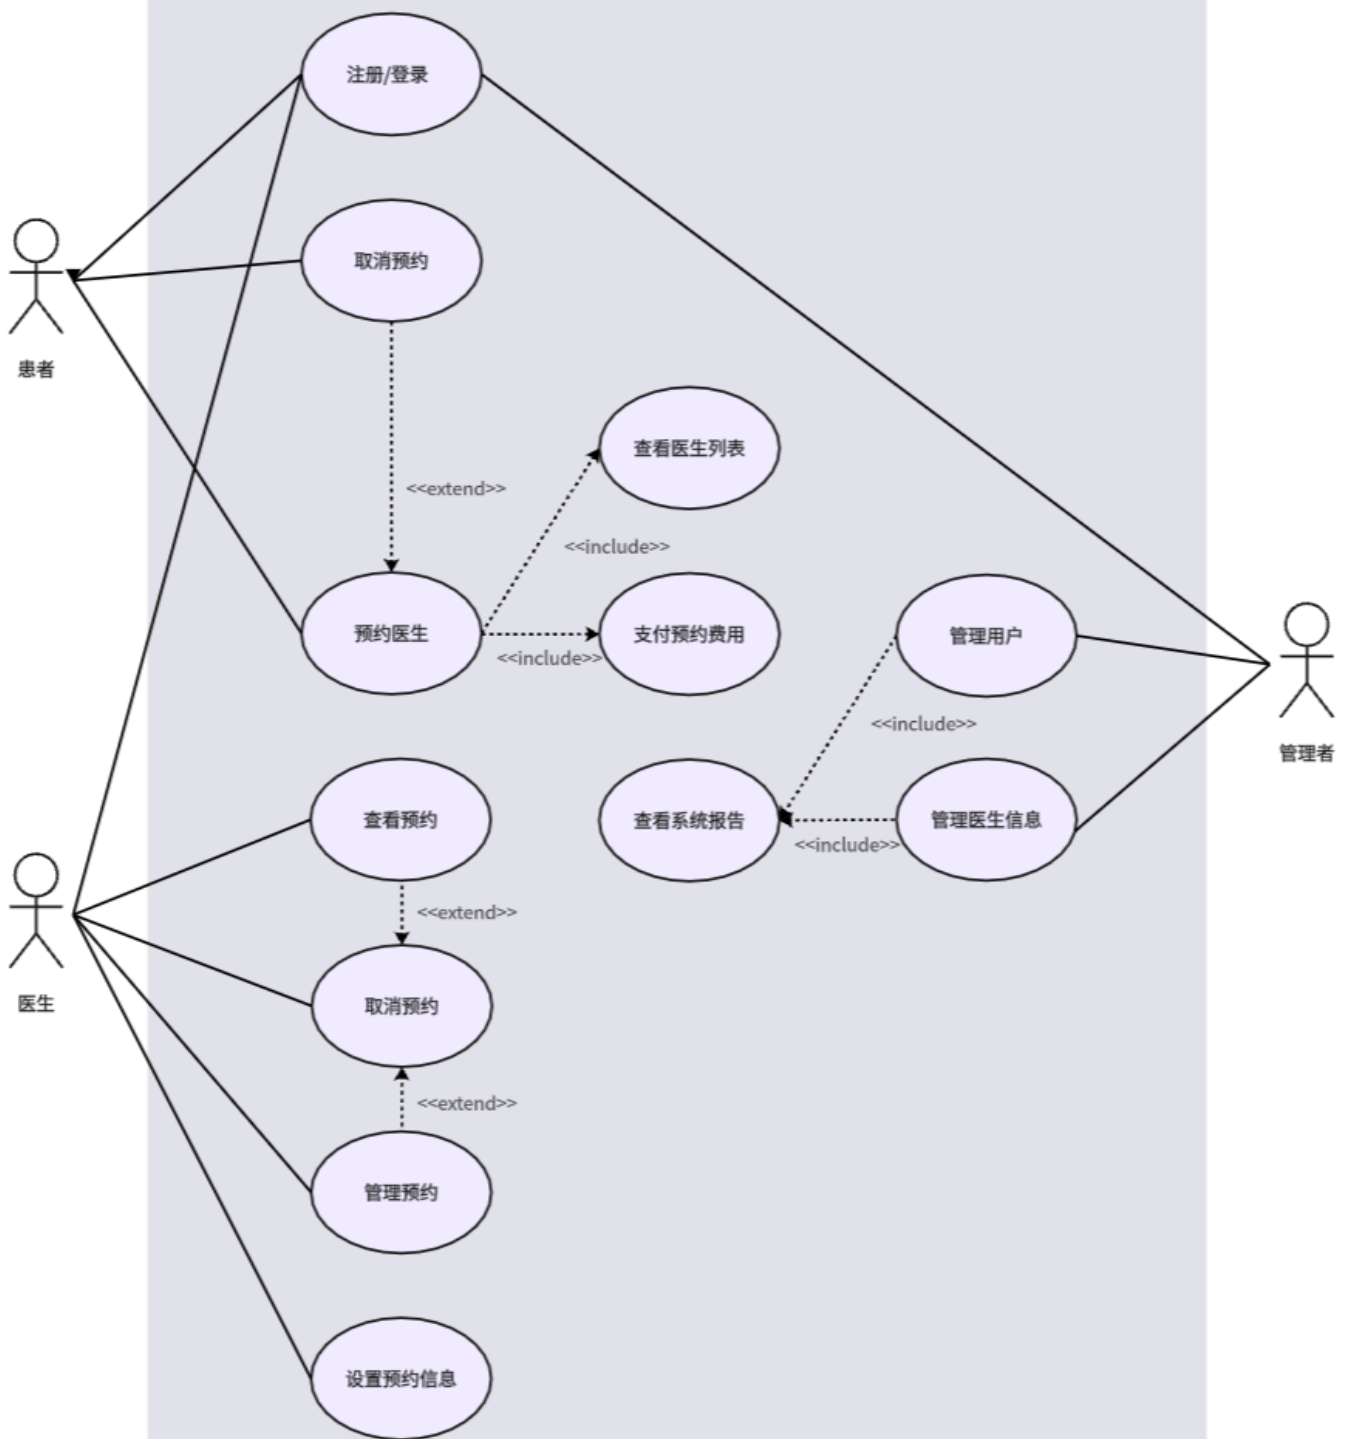 注册/登录
取消预约
患者
查看医生列表
<<extend>>
<<include>>
预约医生
支付预约费用
管理用户
<<include>>
<<include>>
管理者
查看预约
查看系统报告
管理医生信息
<<include>>
<<extend>>
医生
取消预约
<<extend>>
管理预约
设置预约信息